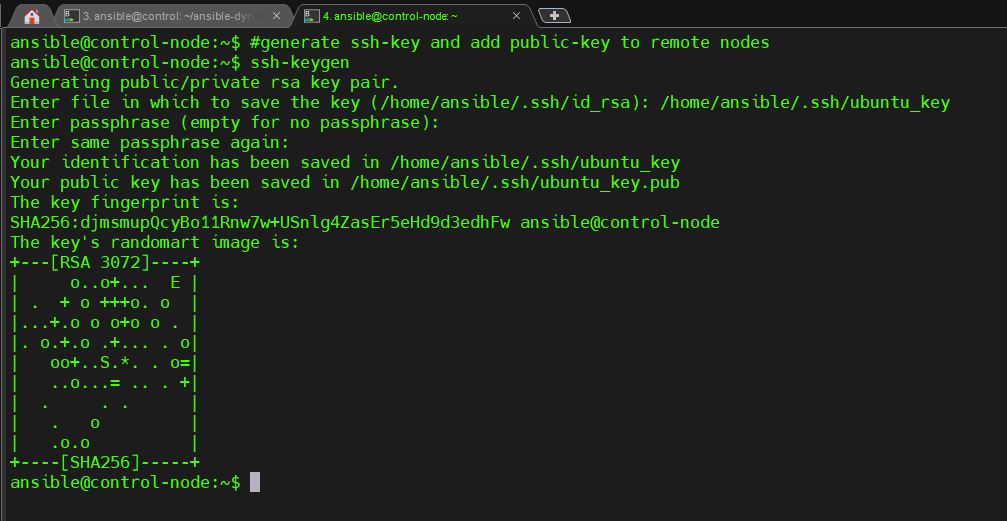 3. ansible@control: ~/ansible-dyn
4. ansible@control-node: ~
ansible@control-node:~$ #generate ssh-key and add public-key to remote nodes
ansible@control-node:~$ ssh-keygen
Generating public/private rsa key pair.
Enter file in which to save the key (/home/ansible/.ssh/id_rsa): /home/ansible/.ssh/ubuntu_key
Enter passphrase (empty for no passphrase):
Enter same passphrase again:
Your identification has been saved in /home/ansible/.ssh/ubuntu_key
Your public key has been saved in /home/ansible/.ssh/ubuntu_key.pub
The key fingerprint is:
SHA256:djmsmupQcyBo11Rnw7w+USnlg4ZasEr5eHd9d3edhFw ansible@control-node
The key's randomart image is:
+---[RSA 3072]----+
|     o..o+...  E |
| .  + o +++o. o  |
|...+.o o o+o o . |
|. o.+.o .+... . o|
|   oo+..S.*. . o=|
|   ..o...= .. . +|
|  .     . .      |
|   .   o         |
|   .o.o          |
+----[SHA256]-----+
ansible@control-node:~$